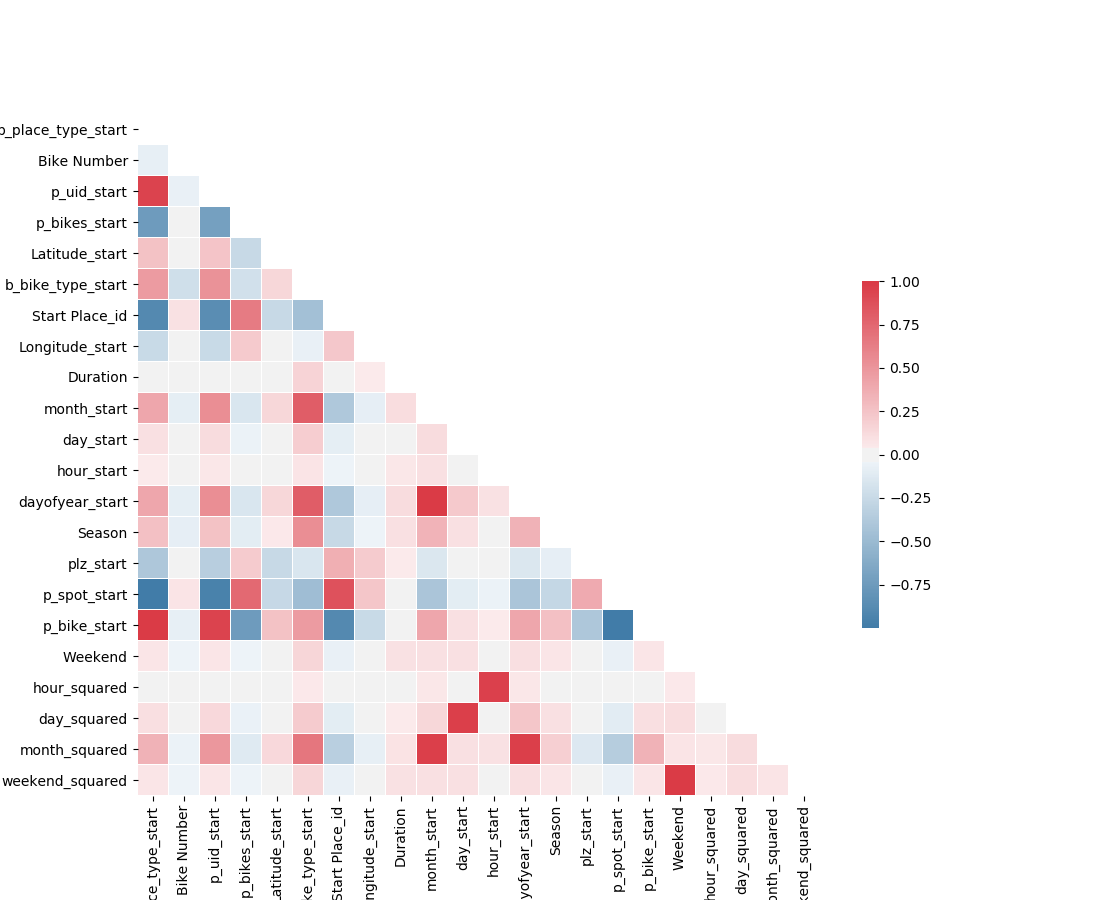 p_place_type_start
Bike Number
p_uid_start
p_bikes_start
Latitude_start
b_bike_type_start
Start Place_id
Longitude_start
Duration
month_start
day_start
hour_start
dayofyear_start
Season
plz_start
p_spot_start
p_bike_start
Weekend
hour_squared
day_squared
month_squared
weekend_squared
1.00
0.75
0.50
0.25
0.00
−0.25
−0.50
−0.75
ce_type_start
Bike Number
p_uid_start
p_bikes_start
Latitude_start
ke_type_start
Start Place_id
ngitude_start
Duration
month_start
day_start
hour_start
yofyear_start
Season
plz_start
p_spot_start
p_bike_start
Weekend
hour_squared
day_squared
onth_squared
kend_squared